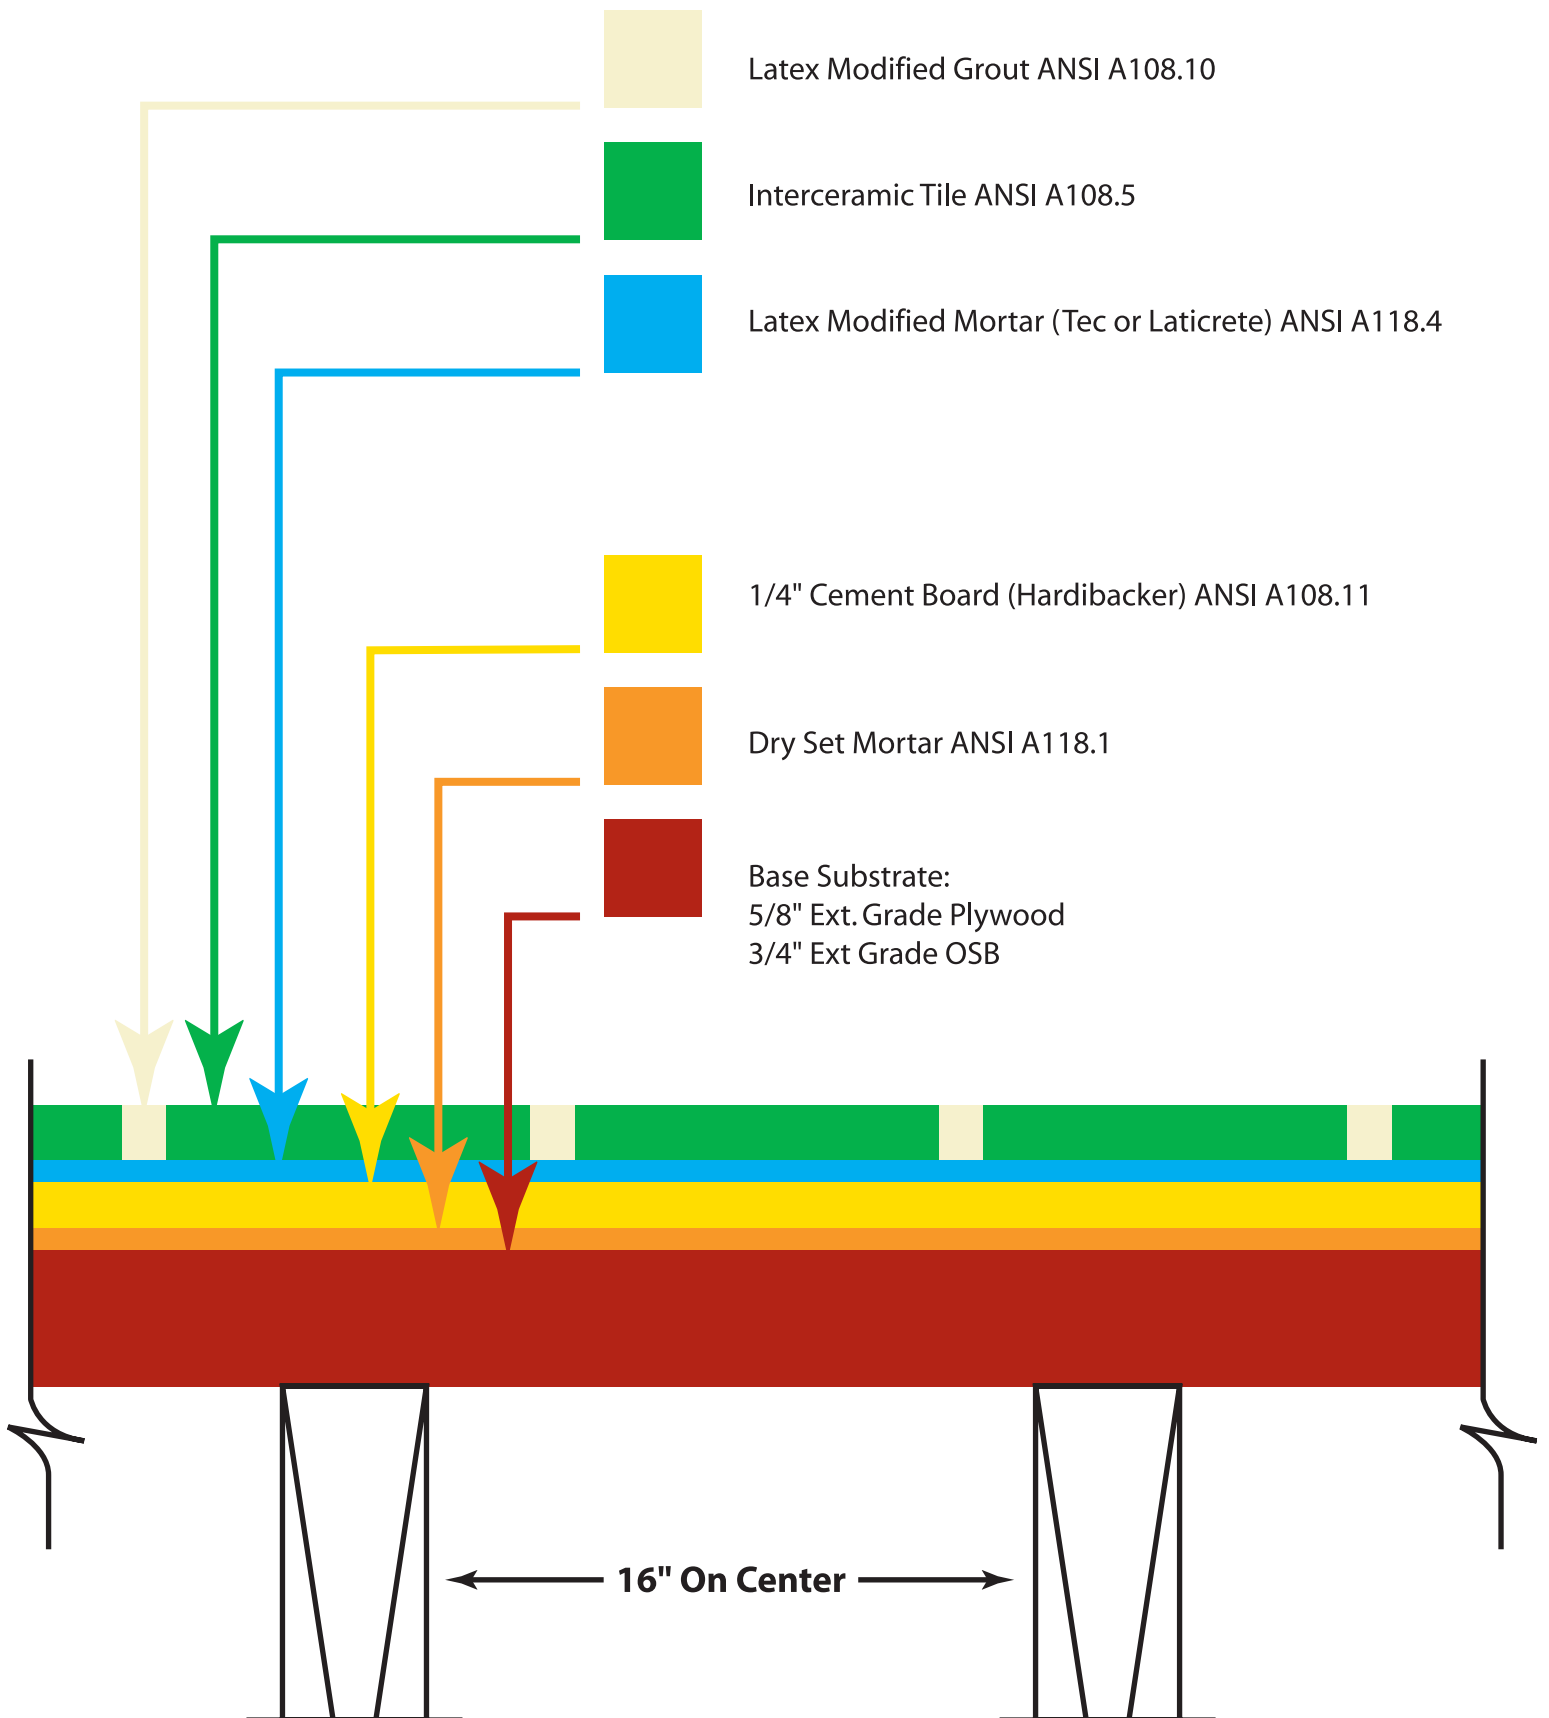 Latex Modified Grout ANSI A108.10
Interceramic Tile ANSI A108.5
Latex Modified Mortar (Tec or Laticrete) ANSI A118.4
1/4" Cement Board (Hardibacker) ANSI A108.11
Dry Set Mortar ANSI A118.1
Base Substrate:
5/8" Ext. Grade Plywood
3/4" Ext Grade OSB
16" On Center